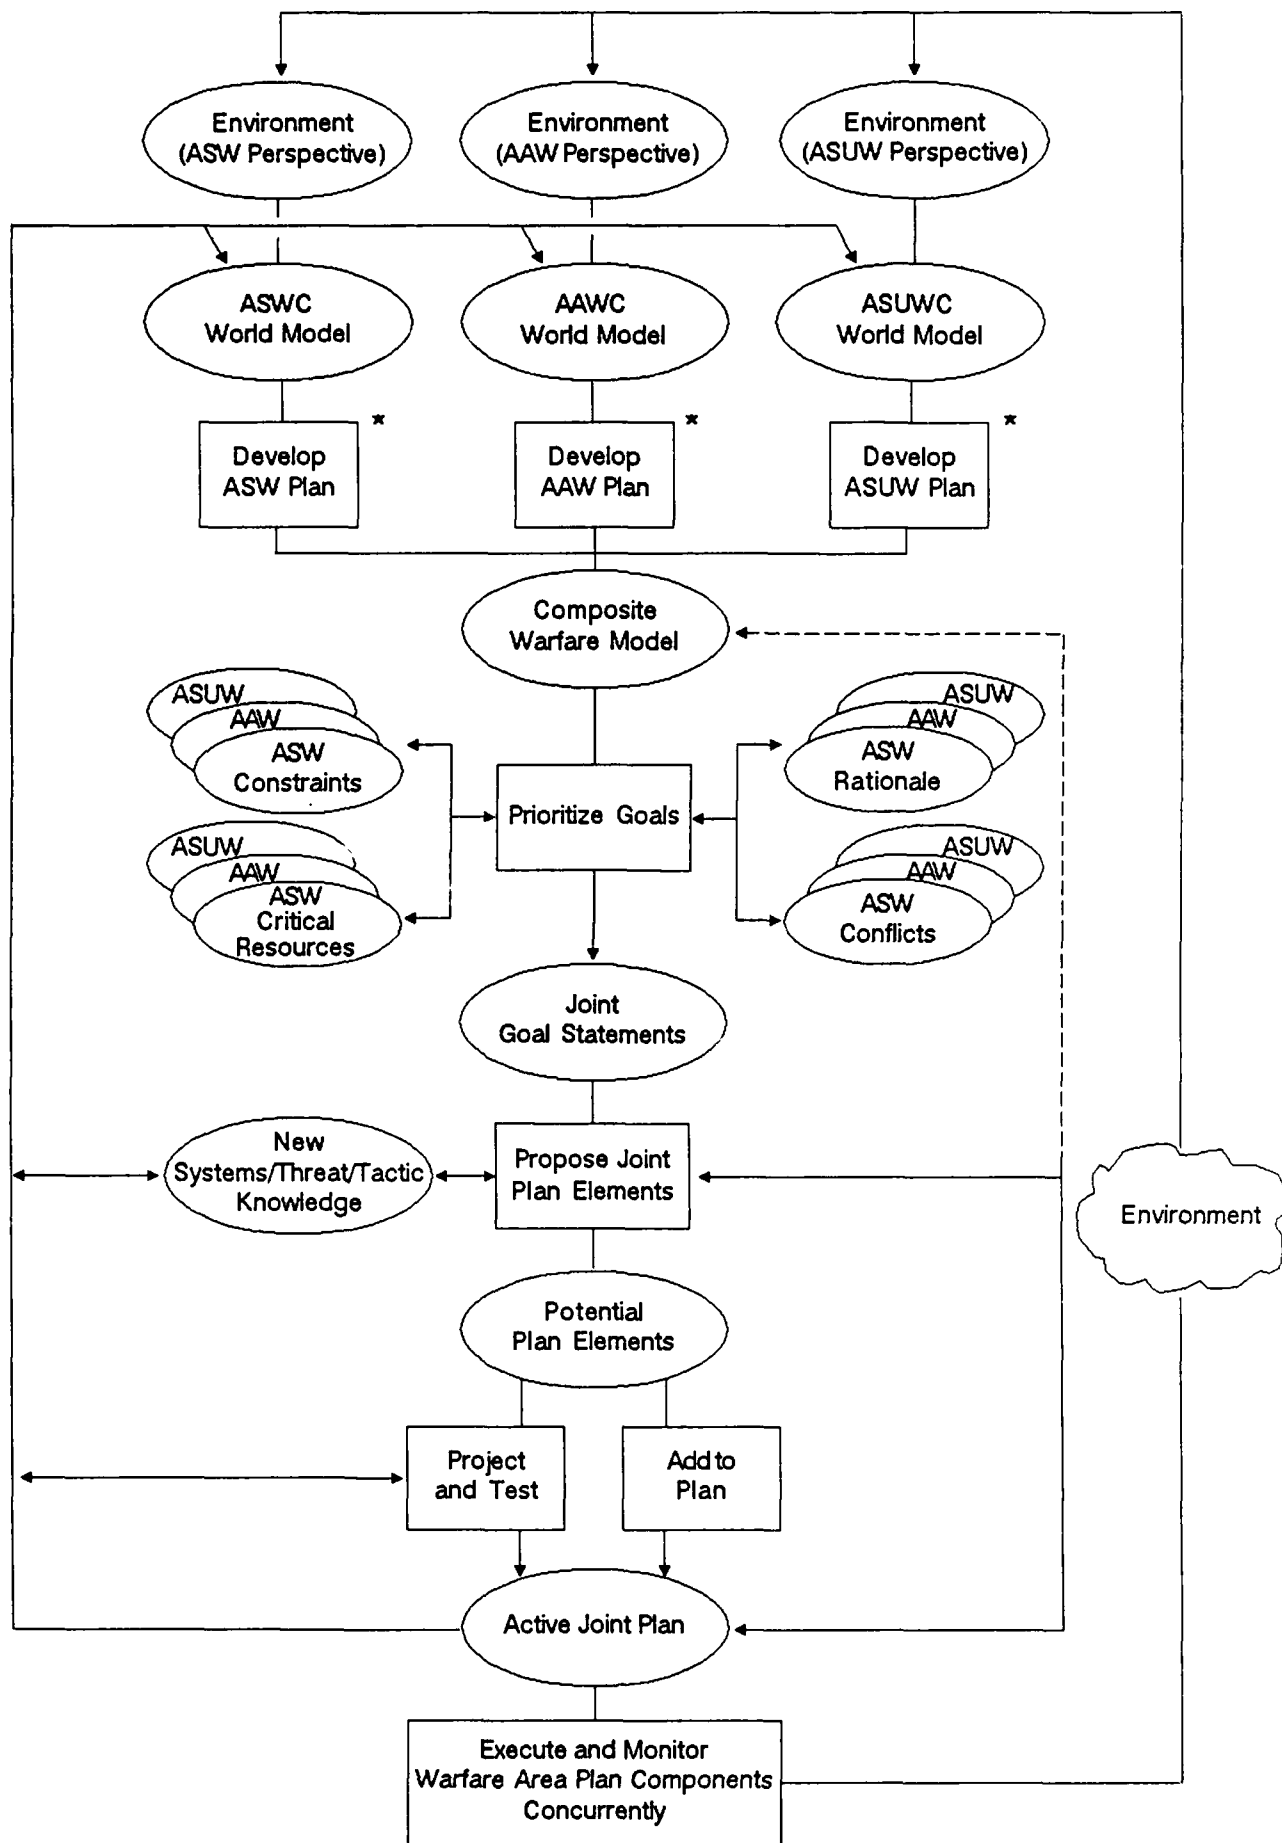 Environment
(ASW Perspective)
Environment
(AAW Perspective)
Environment
(ASUW Perspective)
ASWC
World Model
AAWC
World Model
ASUWC
World Model
*
Develop
ASW Plan
*
Develop
AAW Plan
*
Develop
ASUW Plan
Composite
Warfare Model
ASUW
AAW
ASW
Constraints
ASUW
AAW
ASW
Rationale
Prioritize Goals
ASUW
AAW
ASW
Critical
Resources
ASUW
AAW
ASW
Conflicts
Joint
Goal Statements
New
Systems/Threat/Tactic
Knowledge
Propose Joint
Plan Elements
Environment
Potential
Plan Elements
Project
and Test
Add to
Plan
Active Joint Plan
Execute and Monitor
Warfare Area Plan Components
Concurrently